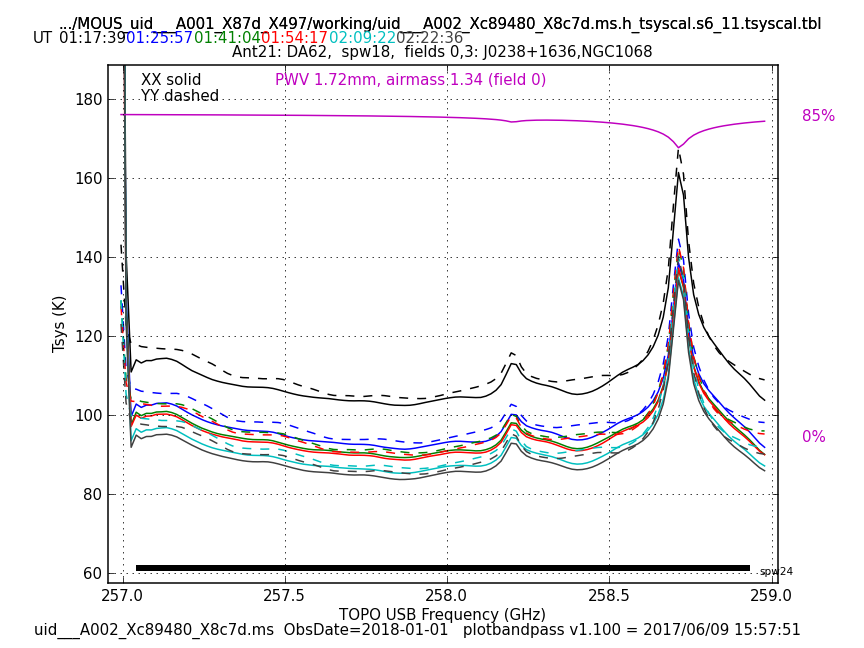 ../MOUS_uid___A001_X87d_X497/working/uid___A002_Xc89480_X8c7d.ms.h_tsyscal.s6_11.tsyscal.tbl
UT 01:17:39 01:25:57 01:41:04 01:54:17 02:09:22 02:22:36
Ant21: DA62, spw18, fields 0,3: J0238+1636,NGC1068
XX solid
YY dashed
PWV 1.72mm, airmass 1.34 (field 0)
85%
0%
180
160
140
120
100
80
60
Tsys (K)
spw24
257.0 257.5 258.0 258.5 259.0
TOPO USB Frequency (GHz)
uid___A002_Xc89480_X8c7d.ms ObsDate=2018-01-01 plotbandpass v1.100 = 2017/06/09 15:57:51